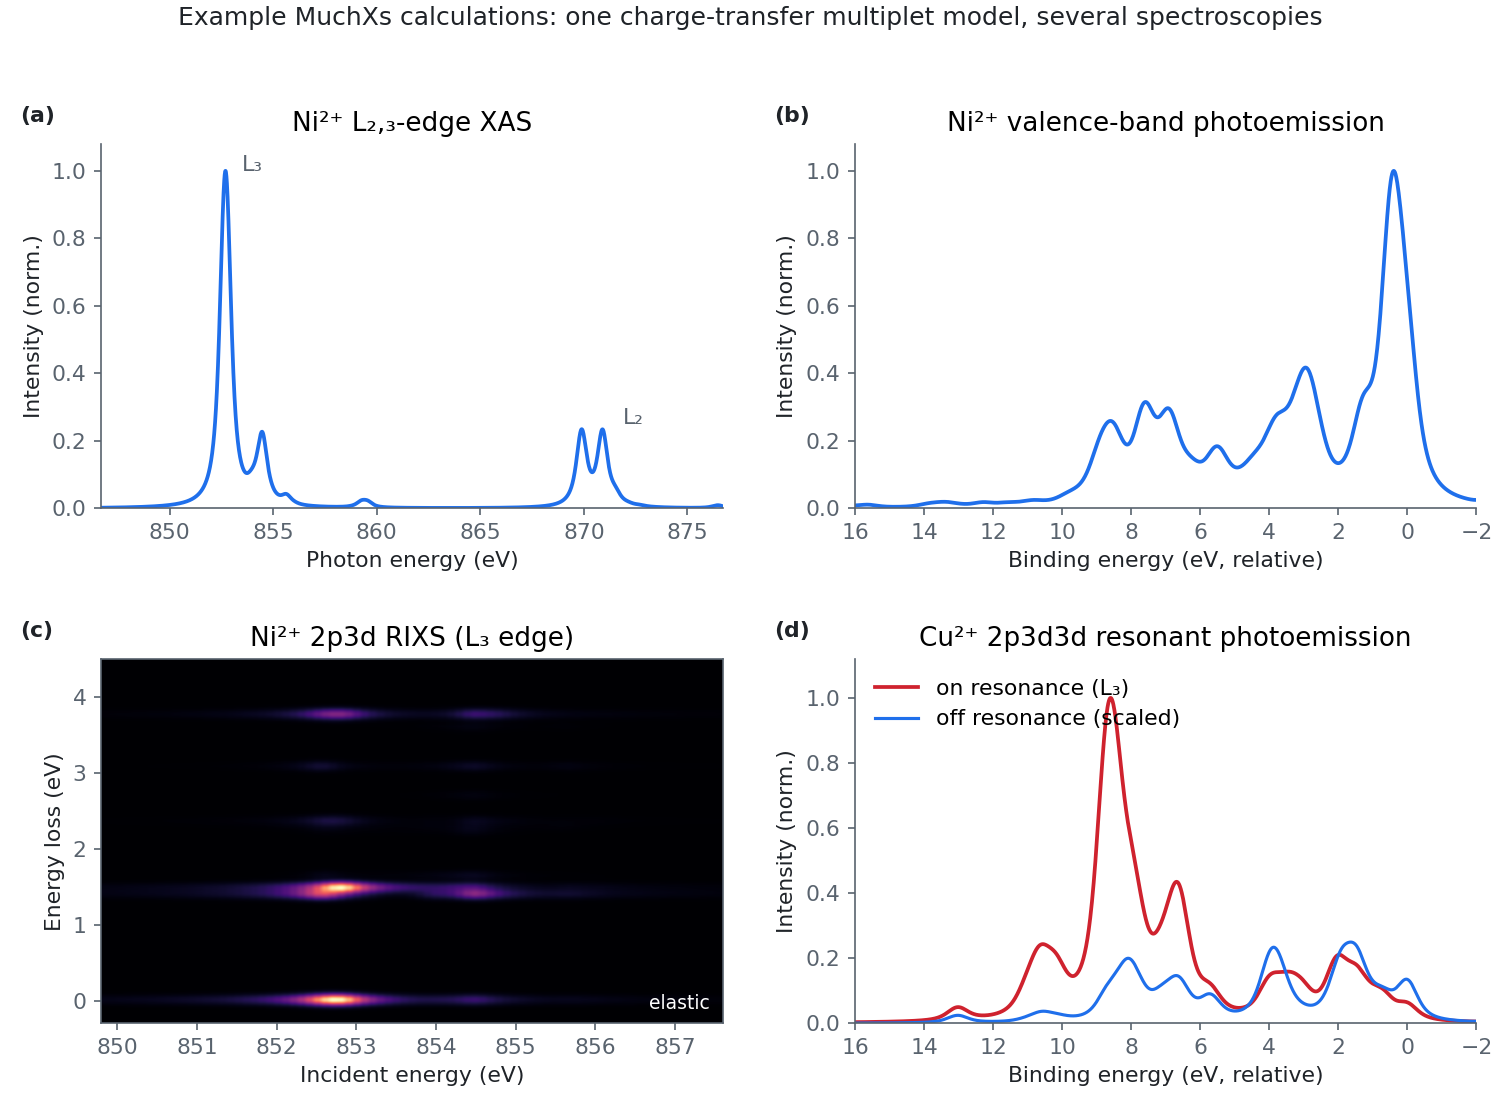 Example MuchXs calculations: one charge-transfer multiplet model, several spectroscopies
(a)
Ni²⁺ L₂,₃-edge XAS
Intensity (norm.)
1.0
0.8
0.6
0.4
0.2
0.0
L₃
L₂
850 855 860 865 870 875
Photon energy (eV)
(b)
Ni²⁺ valence-band photoemission
Intensity (norm.)
1.0
0.8
0.6
0.4
0.2
0.0
16 14 12 10 8 6 4 2 0 −2
Binding energy (eV, relative)
(c)
Ni²⁺ 2p3d RIXS (L₃ edge)
Energy loss (eV)
4
3
2
1
0
elastic
850 851 852 853 854 855 856 857
Incident energy (eV)
(d)
Cu²⁺ 2p3d3d resonant photoemission
on resonance (L₃)
off resonance (scaled)
Intensity (norm.)
1.0
0.8
0.6
0.4
0.2
0.0
16 14 12 10 8 6 4 2 0 −2
Binding energy (eV, relative)